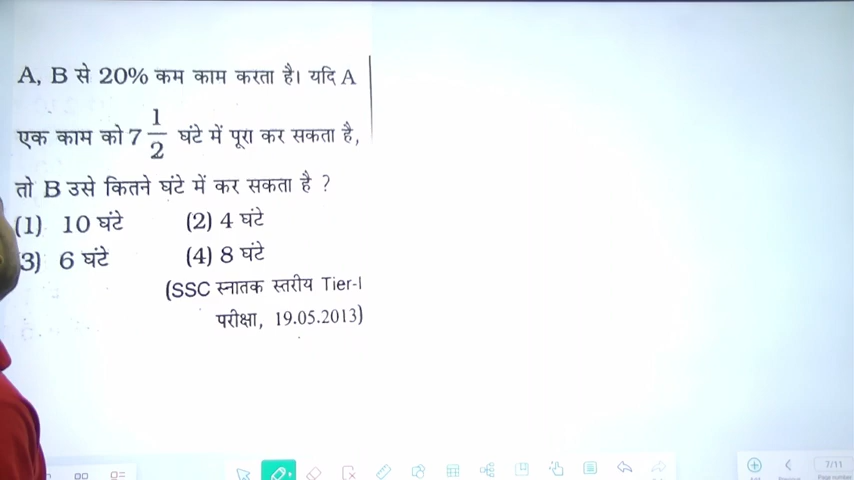 A, B से 20% कम काम करता है। यदि A
एक काम को 7 1/2 घंटे में पूरा कर सकता है,
तो B उसे कितने घंटे में कर सकता है ?
(1) 10 घंटे (2) 4 घंटे
3) 6 घंटे (4) 8 घंटे
(SSC स्नातक स्तरीय Tier-I
परीक्षा, 19.05.2013)
7/11